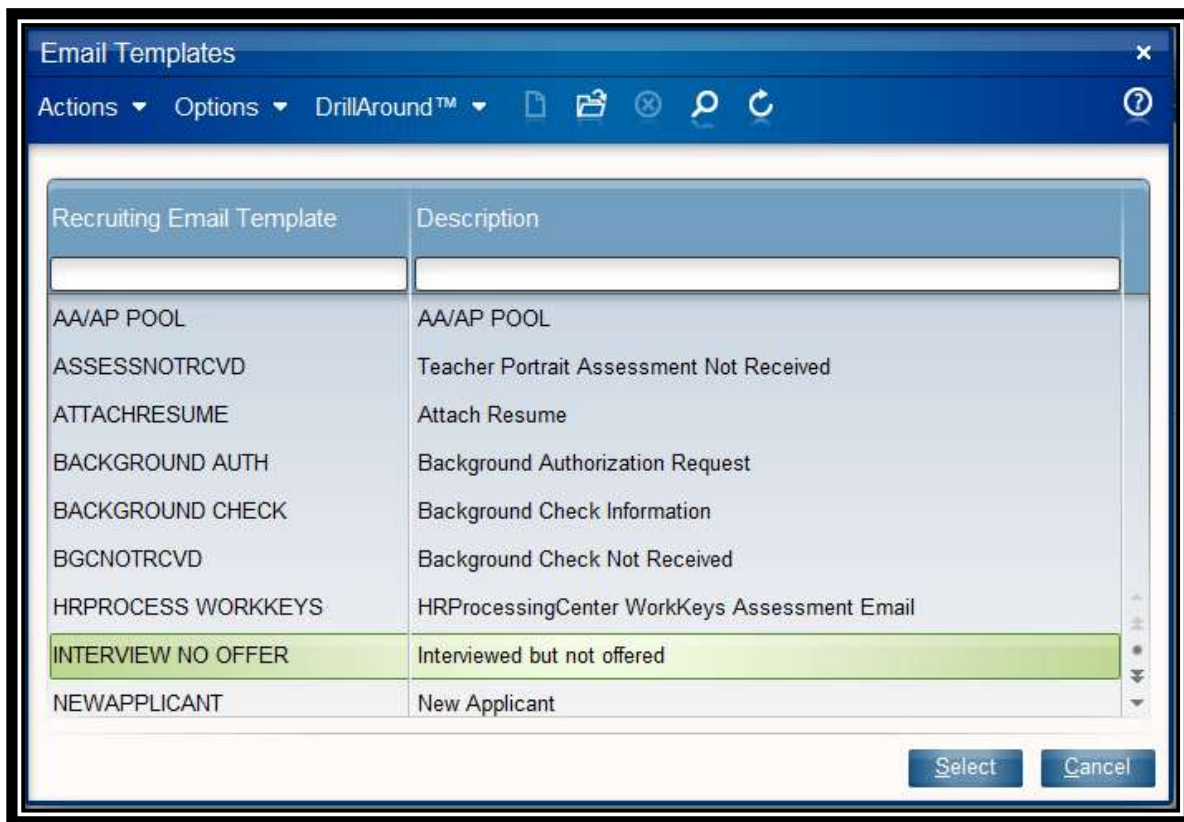 Email Templates
Actions Options DrillAround™
Recruiting Email Template Description
AA/AP POOL AA/AP POOL
ASSESSNOTRCVD Teacher Portrait Assessment Not Received
ATTACHRESUME Attach Resume
BACKGROUND AUTH Background Authorization Request
BACKGROUND CHECK Background Check Information
BGCNOTRCVD Background Check Not Received
HRPROCESS WORKKEYS HRProcessingCenter WorkKeys Assessment Email
INTERVIEW NO OFFER Interviewed but not offered
NEWAPPLICANT New Applicant
Select Cancel